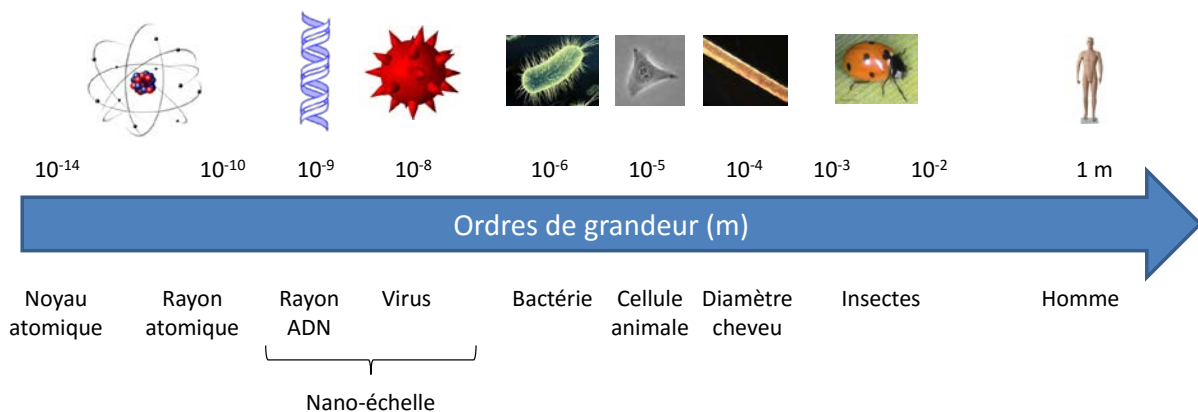 10⁻¹⁴ 10⁻¹⁰ 10⁻⁹ 10⁻⁸ 10⁻⁶ 10⁻⁵ 10⁻⁴ 10⁻³ 10⁻² 1 m
Ordres de grandeur (m)
Noyau atomique
Rayon atomique
Rayon ADN
Virus
Bactérie
Cellule animale
Diamètre cheveu
Insectes
Homme
Nano-échelle